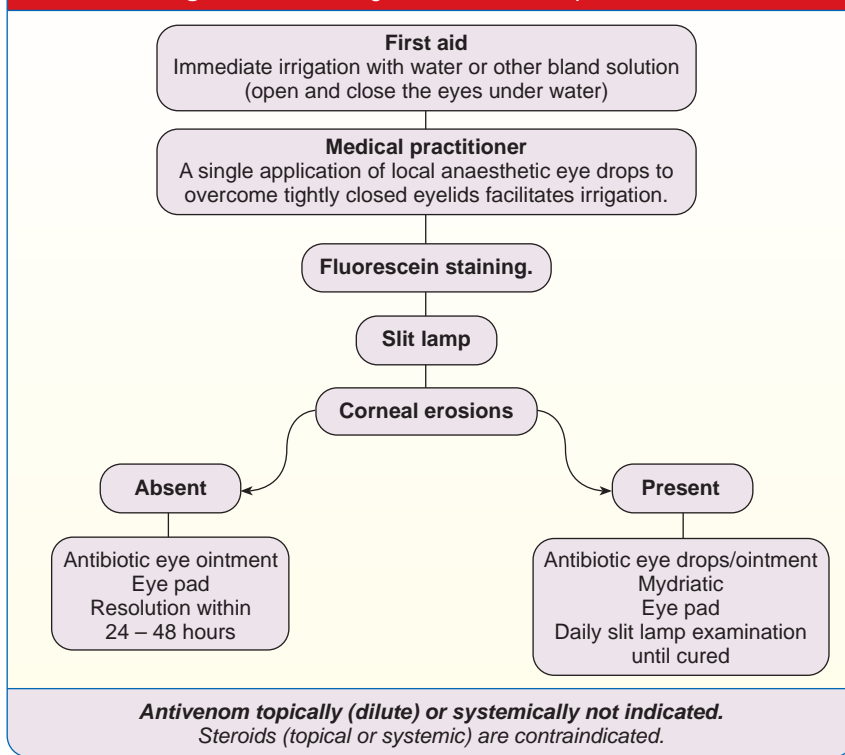 First aid
Immediate irrigation with water or other bland solution
(open and close the eyes under water)
Medical practitioner
A single application of local anaesthetic eye drops to
overcome tightly closed eyelids facilitates irrigation.
Fluorescein staining.
Slit lamp
Corneal erosions
Absent
Antibiotic eye ointment
Eye pad
Resolution within
24 – 48 hours
Present
Antibiotic eye drops/ointment
Mydriatic
Eye pad
Daily slit lamp examination
until cured
Antivenom topically (dilute) or systemically not indicated.
Steroids (topical or systemic) are contraindicated.